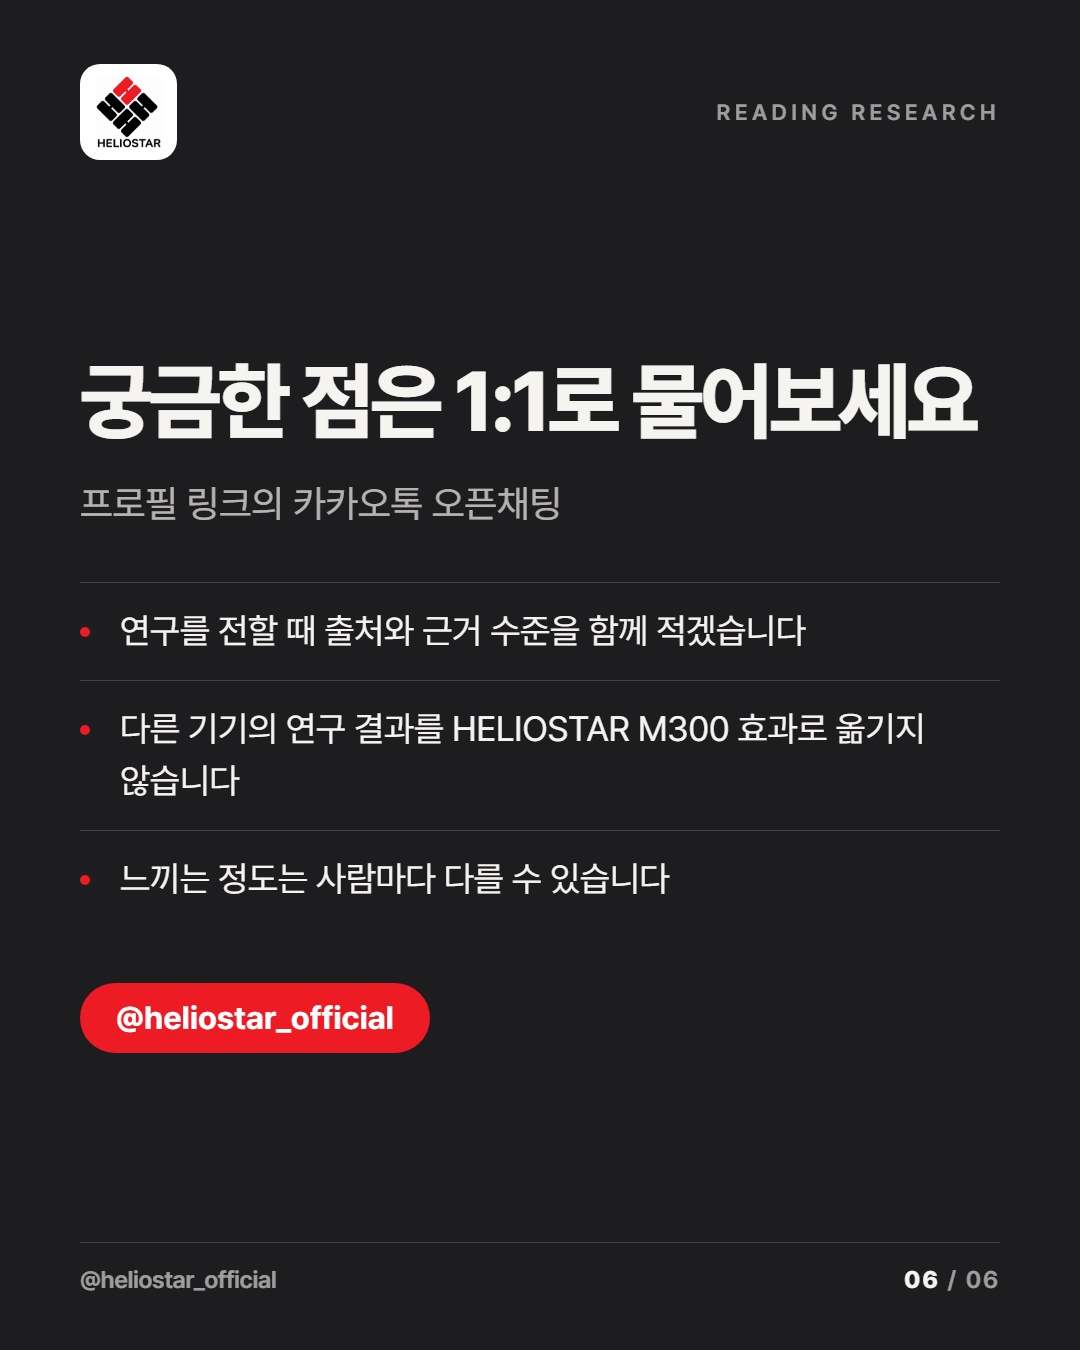 HELIOSTAR
READING RESEARCH
궁금한 점은 1:1로 물어보세요
프로필 링크의 카카오톡 오픈채팅
• 연구를 전할 때 출처와 근거 수준을 함께 적겠습니다
• 다른 기기의 연구 결과를 HELIOSTAR M300 효과로 옮기지
않습니다
• 느끼는 정도는 사람마다 다를 수 있습니다
@heliostar_official
@heliostar_official
06 / 06